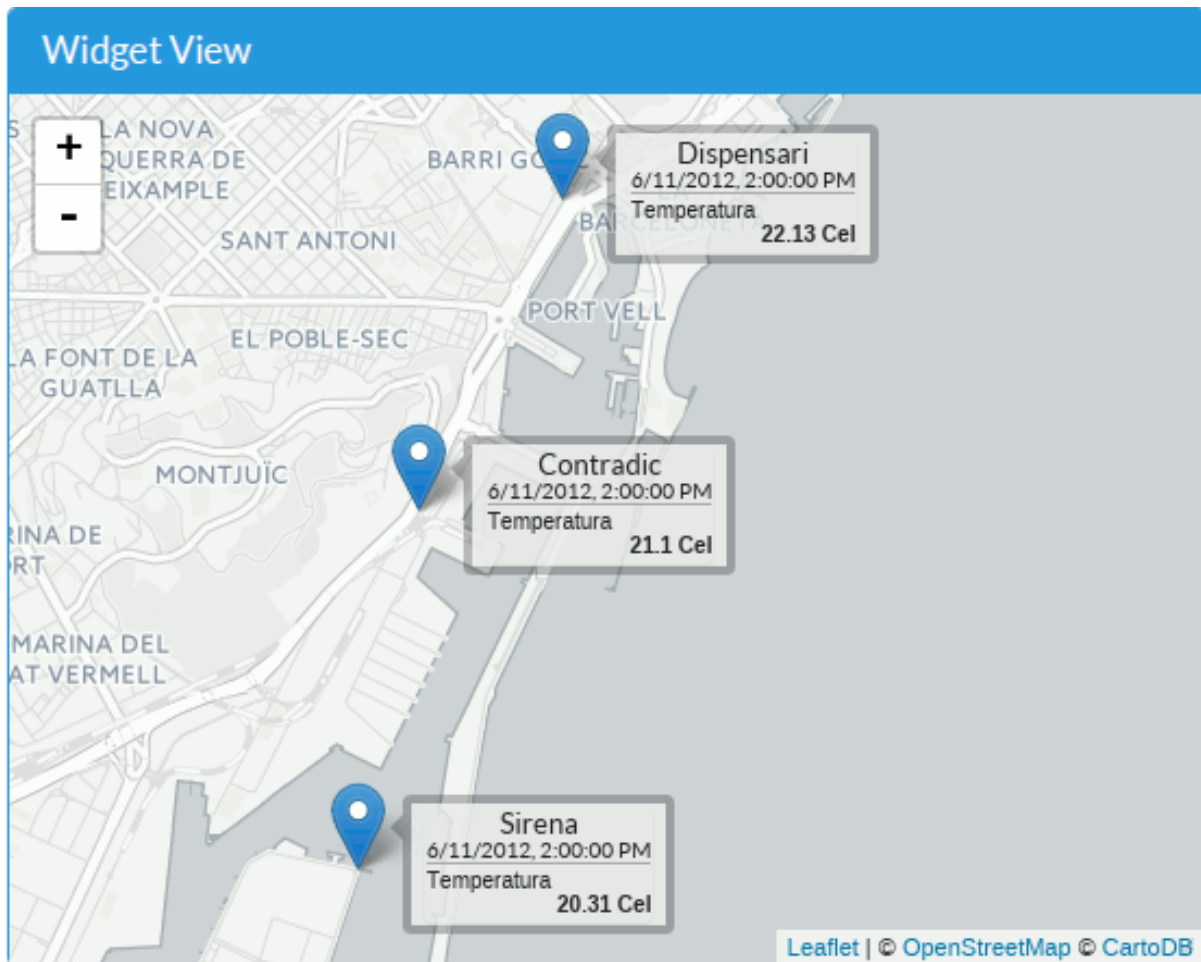 Widget View
+
-
LA NOVA
QUERRA DE
EIXAMPLE
BARRI
SANT ANTONI
Dispensari
6/11/2012, 2:00:00 PM
Temperatura
22.13 Cel
PORT VELL
EL POBLE-SEC
LA FONT DE LA
GUATLLA
MONTJUÏC
Contradic
6/11/2012, 2:00:00 PM
Temperatura
21.1 Cel
RINA DE
RT
MARINA DEL
AT VERMELL
Sirena
6/11/2012, 2:00:00 PM
Temperatura
20.31 Cel
Leaflet | © OpenStreetMap © CartoDB